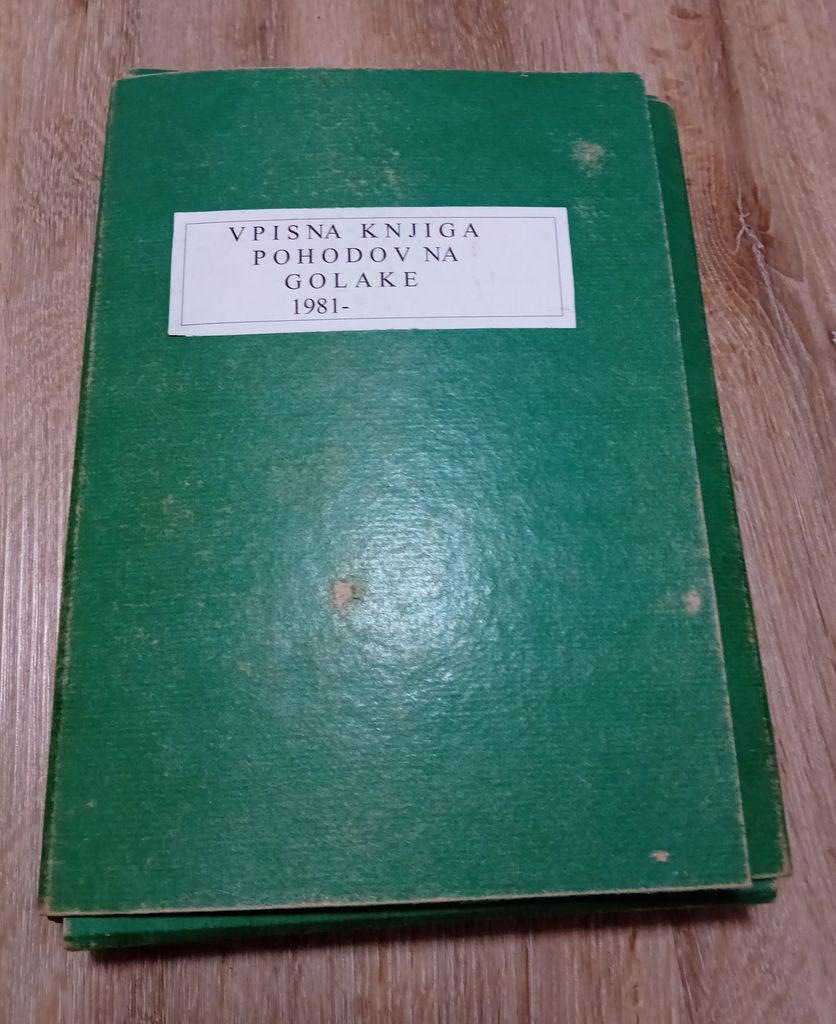 VPISNA KNJIGA
POHODOV NA
GOLAKE
1981-